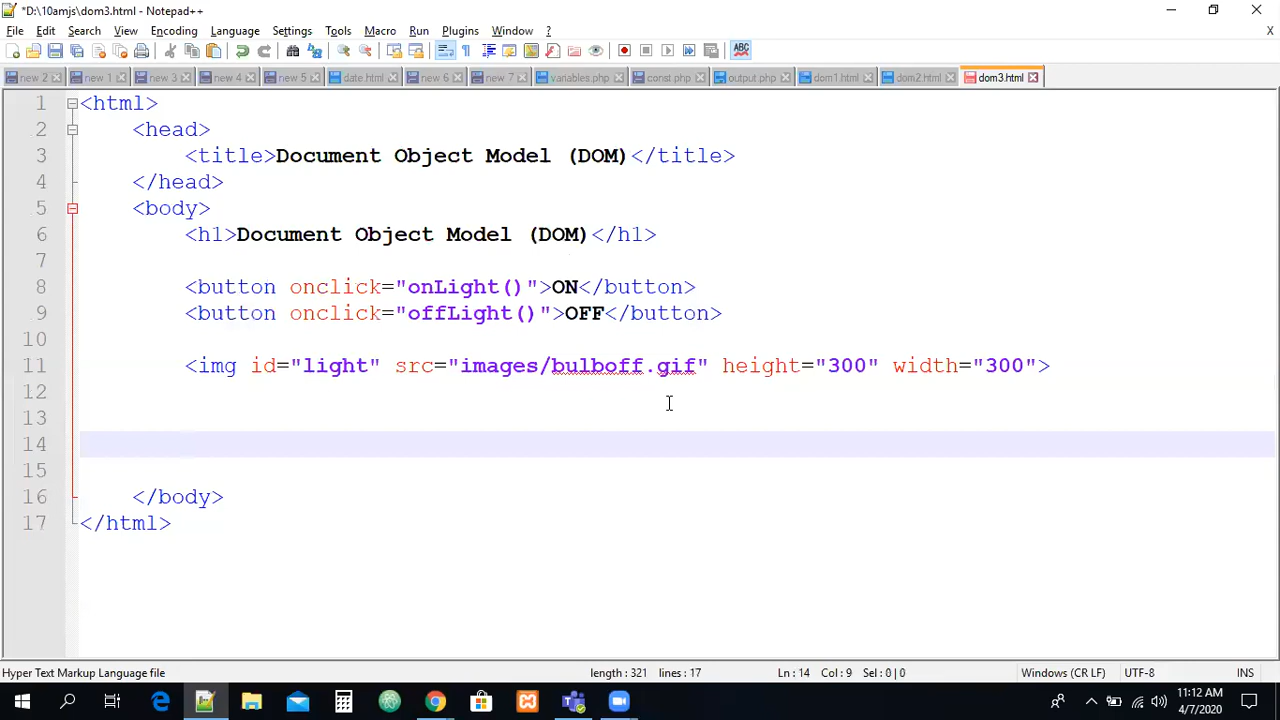 *D:\10amjs\dom3.html - Notepad++
File Edit Search View Encoding Language Settings Tools Macro Run Plugins Window ?
X
new 2 new 1 new 3 new 4 new 5 date.html new 6 new 7 variables.php const.php output.php dom1.html dom2.html dom3.html
1 <html>
2 <head>
3 <title>Document Object Model (DOM)</title>
4 </head>
5 <body>
6 <h1>Document Object Model (DOM)</h1>
7
8 <button onclick="onLight()">ON</button>
9 <button onclick="offLight()">OFF</button>
10
11 <img id="light" src="images/bulboff.gif" height="300" width="300">
12
13
14
15
16 </body>
17 </html>
Hyper Text Markup Language file length : 321 lines : 17 Ln : 14 Col : 9 Sel : 0 | 0 Windows (CR LF) UTF-8 INS
11:12 AM
4/7/2020